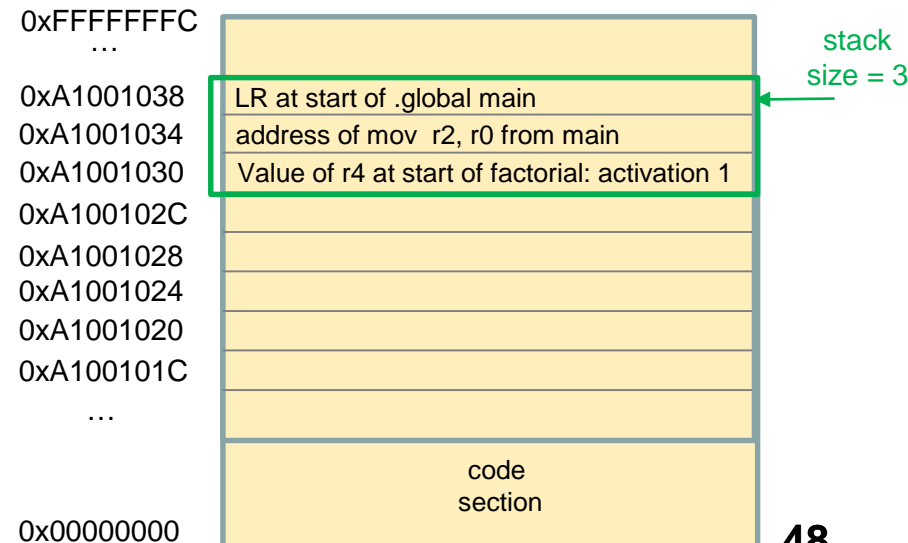 0xFFFFFFFC
…
stack
size = 3
0xA1001038 LR at start of .global main
0xA1001034 address of mov r2, r0 from main
0xA1001030 Value of r4 at start of factorial: activation 1
0xA100102C
0xA1001028
0xA1001024
0xA1001020
0xA100101C
…
code
section
0x00000000
48